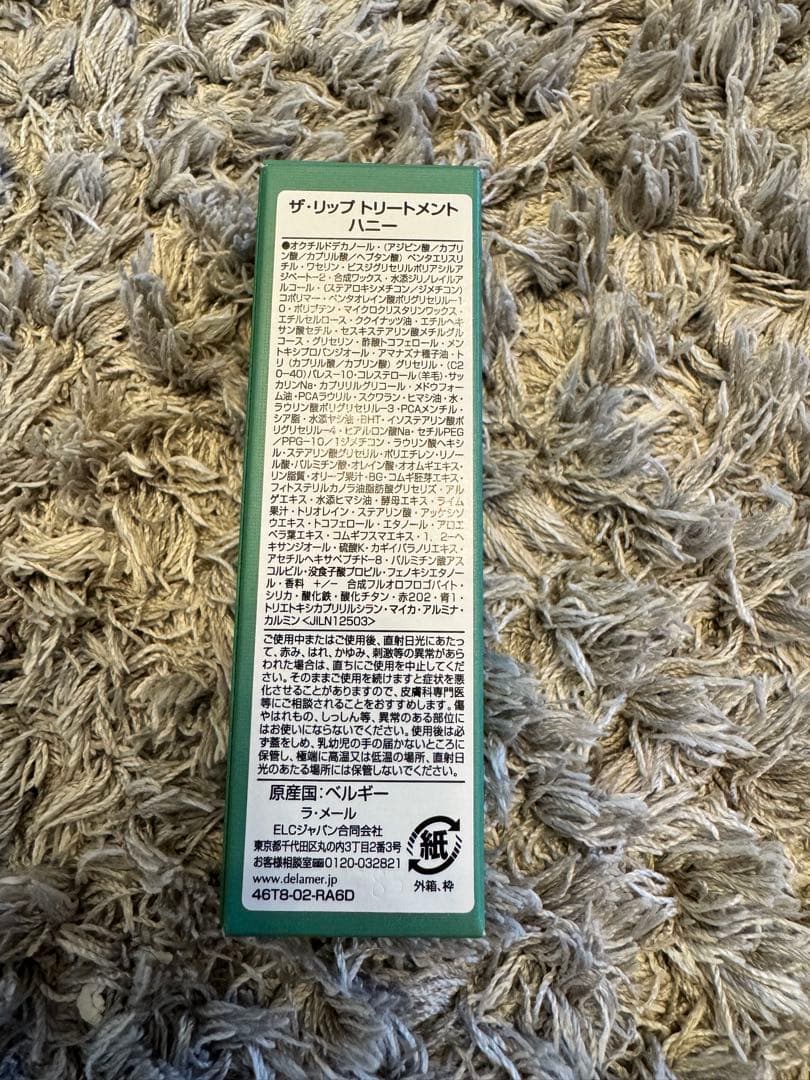 ザ・リップ トリートメント
ハニー
●オクチルドデカノール・(アジピン酸/カプリ
ン酸/カプリル酸/ヘプタン酸) ペンタエリスリ
チル・ワセリン・ビスジグリセリルポリアシルア
ジペート-2・合成ワックス・水添ジリノレイルア
ルコール・(ステアロキシメチコン/ジメチコン)
コポリマー・ペンタオレイン酸ポリグリセリル-1
0・ポリブテン・マイクロクリスタリンワックス・
エチルセルロース・ククイナッツ油・エチルヘキ
サン酸セチル・セスキステアリン酸メチルグル
コース・グリセリン・酢酸トコフェロール・メン
トキシプロパンジオール・アマナズナ種子油・ト
リ (カプリル酸/カプリン酸) グリセリル・(C2
0-40)パレス-10・コレステロール(羊毛)・サッ
カリンNa・カプリリルグリコール・メドウフォー
ム油・PCAラウリル・スクワラン・ヒマシ油・水・
ラウリン酸ポリグリセリル-3・PCAメンチル・
シア脂・水添ヤシ油・BHT・イソステアリン酸ポ
リグリセリル-4・ヒアルロン酸Na・セチルPEG
/PPG-10/1ジメチコン・ラウリン酸ヘキシ
ル・ステアリン酸グリセリル・ポリエチレン・リノー
ル酸・パルミチン酸・オレイン酸・オオムギエキス・
リン脂質・オリーブ果汁・BG・コムギ胚芽エキス・
フィトステリルカノラ油脂肪酸グリセリズ・アル
ゲエキス・水添ヒマシ油・酵母エキス・ライム
果汁・トリオレイン・ステアリン酸・アッケシソ
ウエキス・トコフェロール・エタノール・アロエ
ベラ葉エキス・コムギフスマエキス・1，2-ヘ
キサンジオール・硫酸K・カギイバラノリエキス・
アセチルヘキサペプチド-8・パルミチン酸アス
コルビル・没食子酸プロピル・フェノキシエタノー
ル・香料 +/- 合成フルオロフロゴパイト・
シリカ・酸化鉄・酸化チタン・赤202・青1・
トリエトキシカプリリルシラン・マイカ・アルミナ・
カルミン<JILN12503>
ご使用中またはご使用後、直射日光にあたっ
て、赤み、はれ、かゆみ、刺激等の異常があら
われた場合は、直ちにご使用を中止してくだ
さい。そのままご使用を続けますと症状を悪
化させることがありますので、皮膚科専門医
等にご相談されることをおすすめします。傷
やはれもの、しっしん等、異常のある部位に
はお使いにならないでください。使用後は必
ず蓋をしめ、乳幼児の手の届かないところに
保管し、極端に高温又は低温の場所、直射日
光のあたる場所には保管しないでください。
原産国：ベルギー
ラ・メール
ELCジャパン合同会社
東京都千代田区丸の内3丁目2番3号
お客様相談室 0120-032821
www.delamer.jp
46T8-02-RA6D
紙
外箱、枠